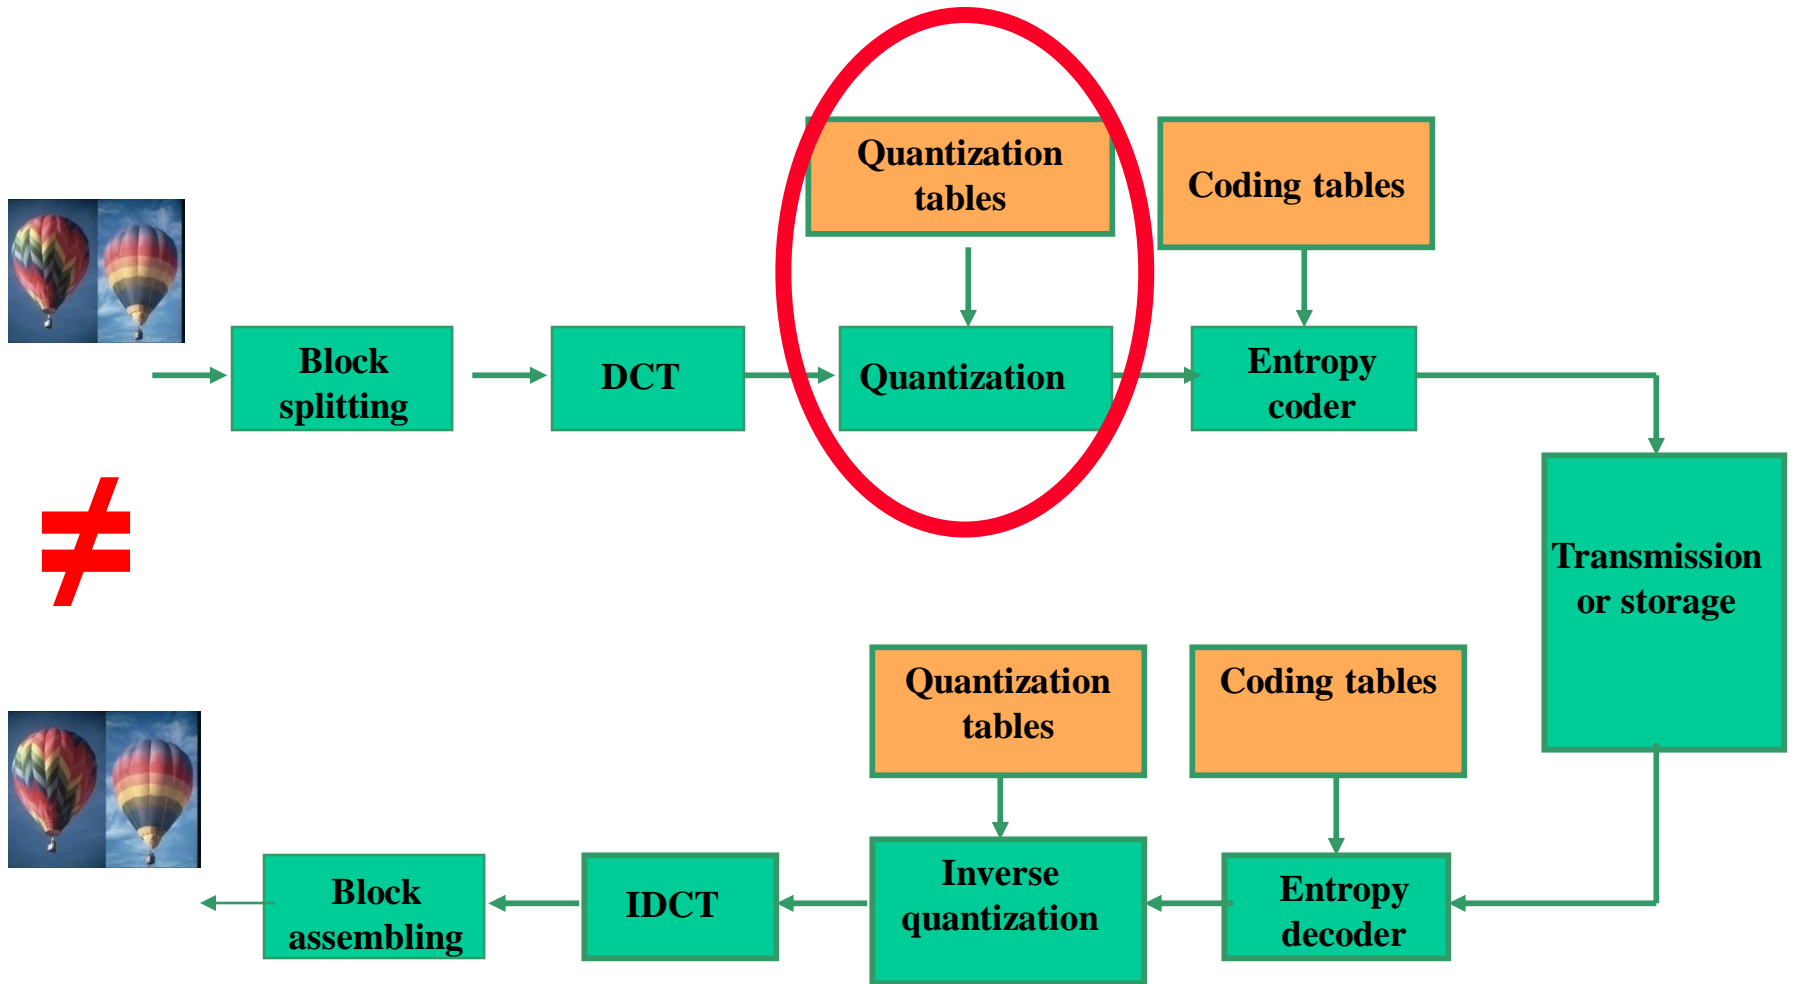 Quantization
tables
Coding tables
Block
splitting
DCT
Quantization
Entropy
coder
≠
Transmission
or storage
Quantization
tables
Coding tables
Block
assembling
IDCT
Inverse
quantization
Entropy
decoder